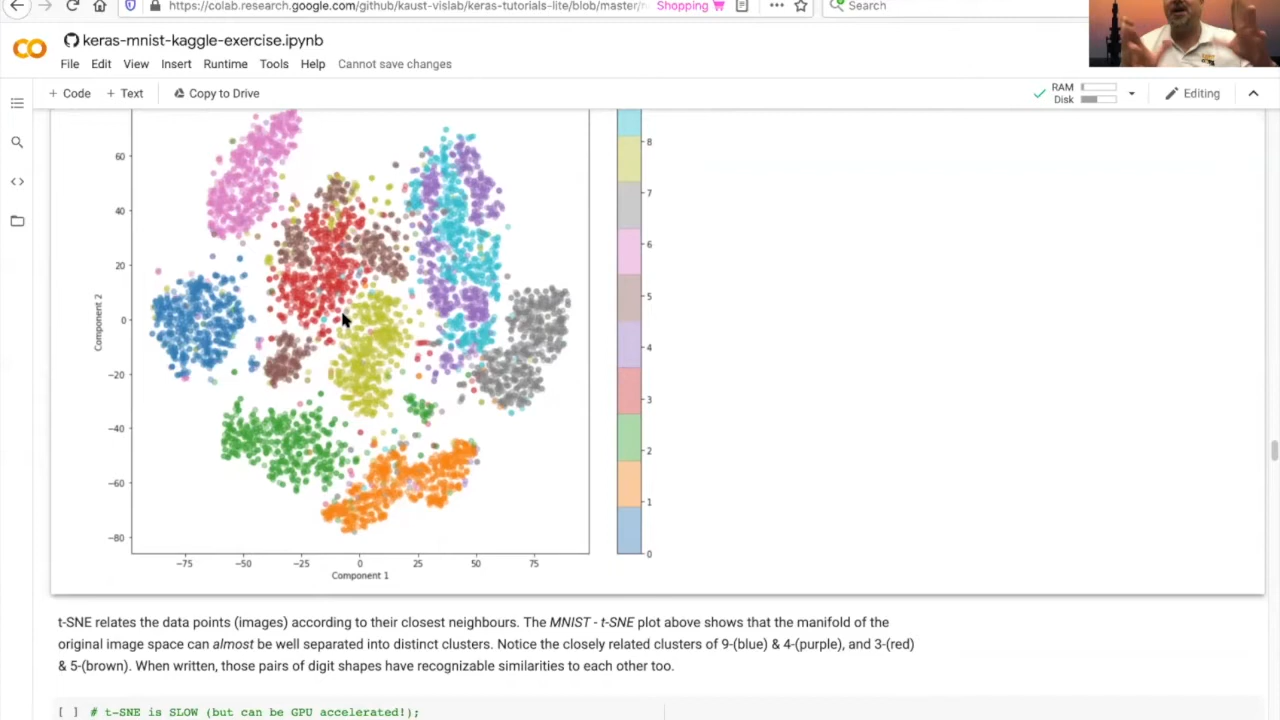 https://colab.research.google.com/github/kaust-vislab/keras-tutorials-lite/blob/master/ Shopping Search
keras-mnist-kaggle-exercise.ipynb
File Edit View Insert Runtime Tools Help Cannot save changes
+ Code + Text Copy to Drive
RAM
Disk
Editing
60
40
20
0
−20
−40
−60
−80
Component 2
−75 −50 −25 0 25 50 75
Component 1
8
7
6
5
4
3
2
1
0
t-SNE relates the data points (images) according to their closest neighbours. The MNIST - t-SNE plot above shows that the manifold of the
original image space can almost be well separated into distinct clusters. Notice the closely related clusters of 9-(blue) & 4-(purple), and 3-(red)
& 5-(brown). When written, those pairs of digit shapes have recognizable similarities to each other too.
[ ] # t-SNE is SLOW (but can be GPU accelerated!);